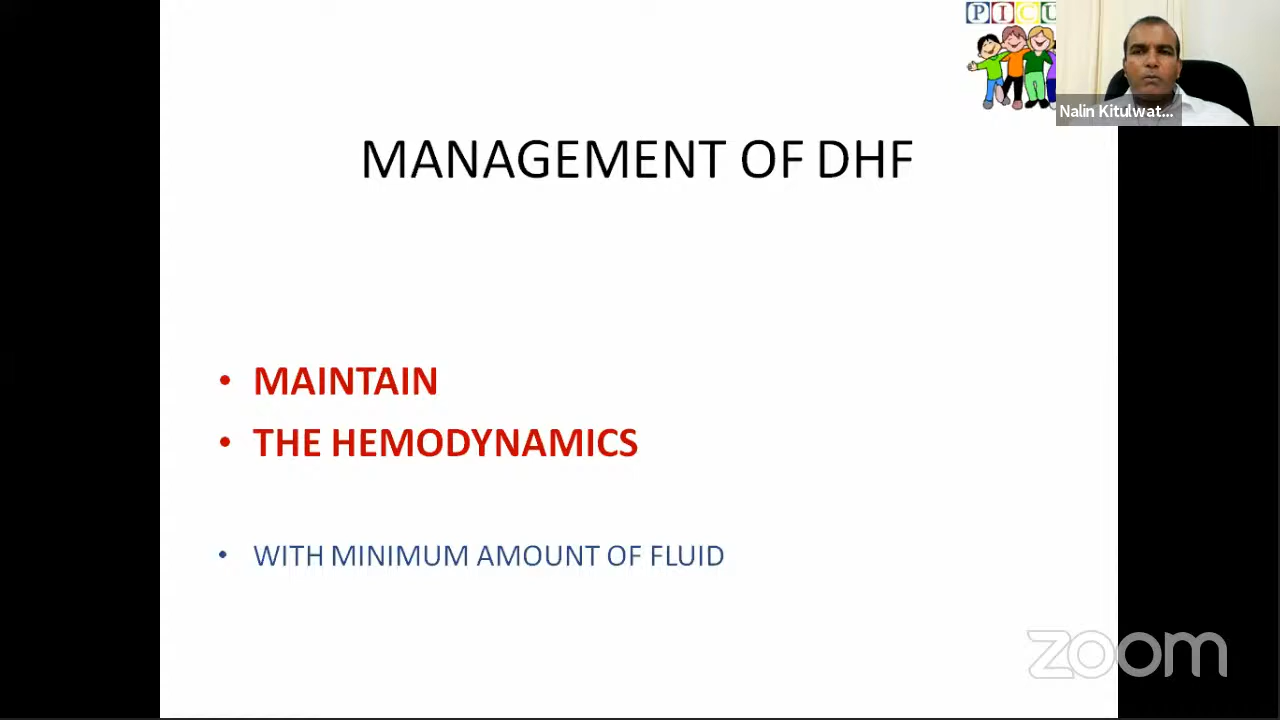 PICU
Nalin Kitulwat...
MANAGEMENT OF DHF
• MAINTAIN
• THE HEMODYNAMICS
• WITH MINIMUM AMOUNT OF FLUID
zoom